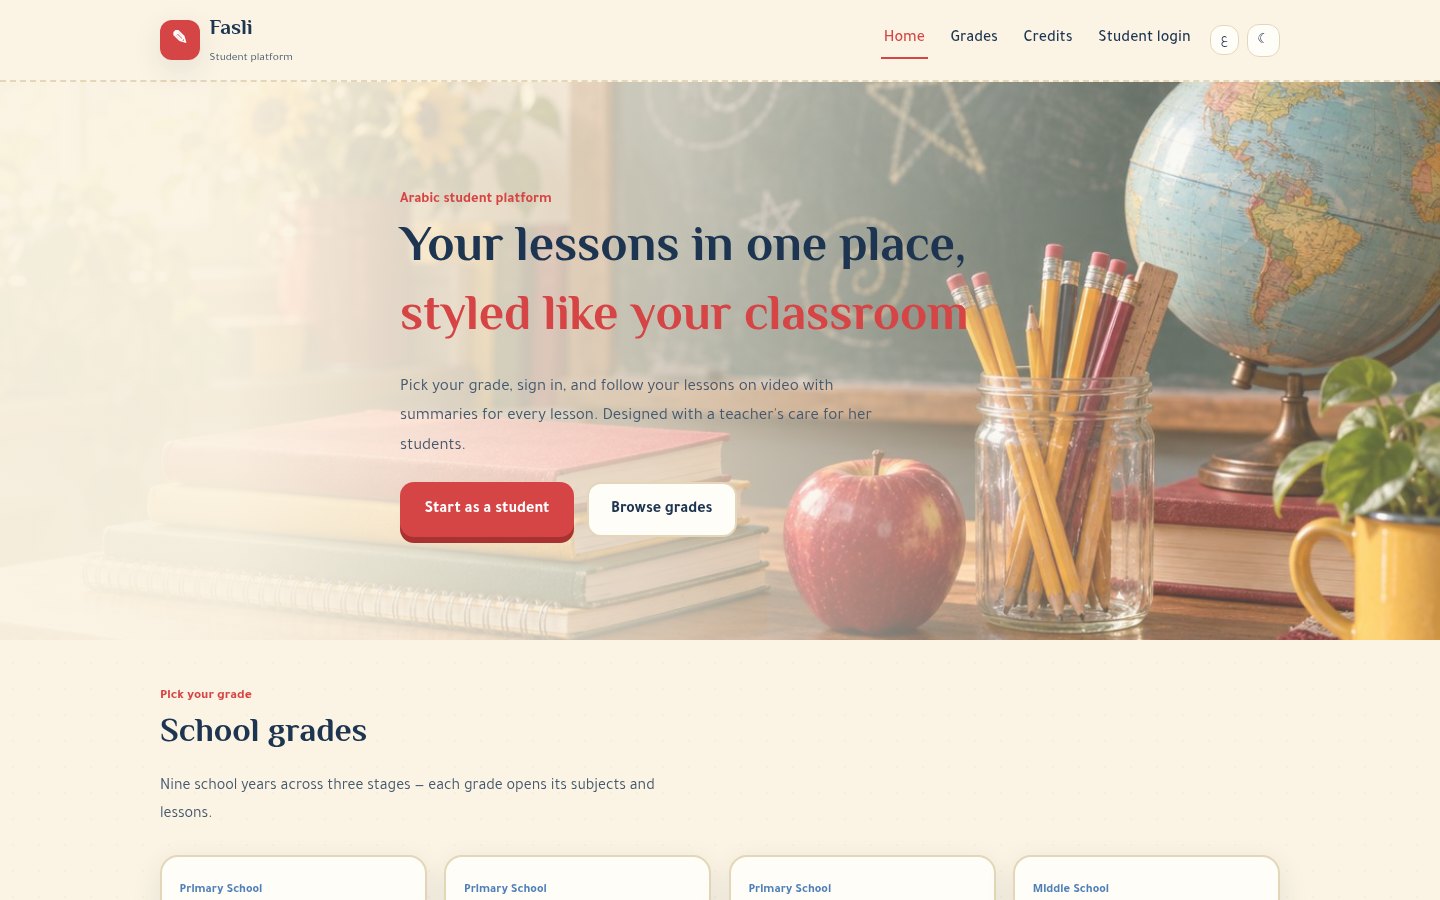 Fasli
Student platform
Home
Grades
Credits
Student login
ع
Arabic student platform
Your lessons in one place,
styled like your classroom
Pick your grade, sign in, and follow your lessons on video with
summaries for every lesson. Designed with a teacher's care for her
students.
Start as a student
Browse grades
Pick your grade
School grades
Nine school years across three stages — each grade opens its subjects and
lessons.
Primary School
Primary School
Primary School
Middle School